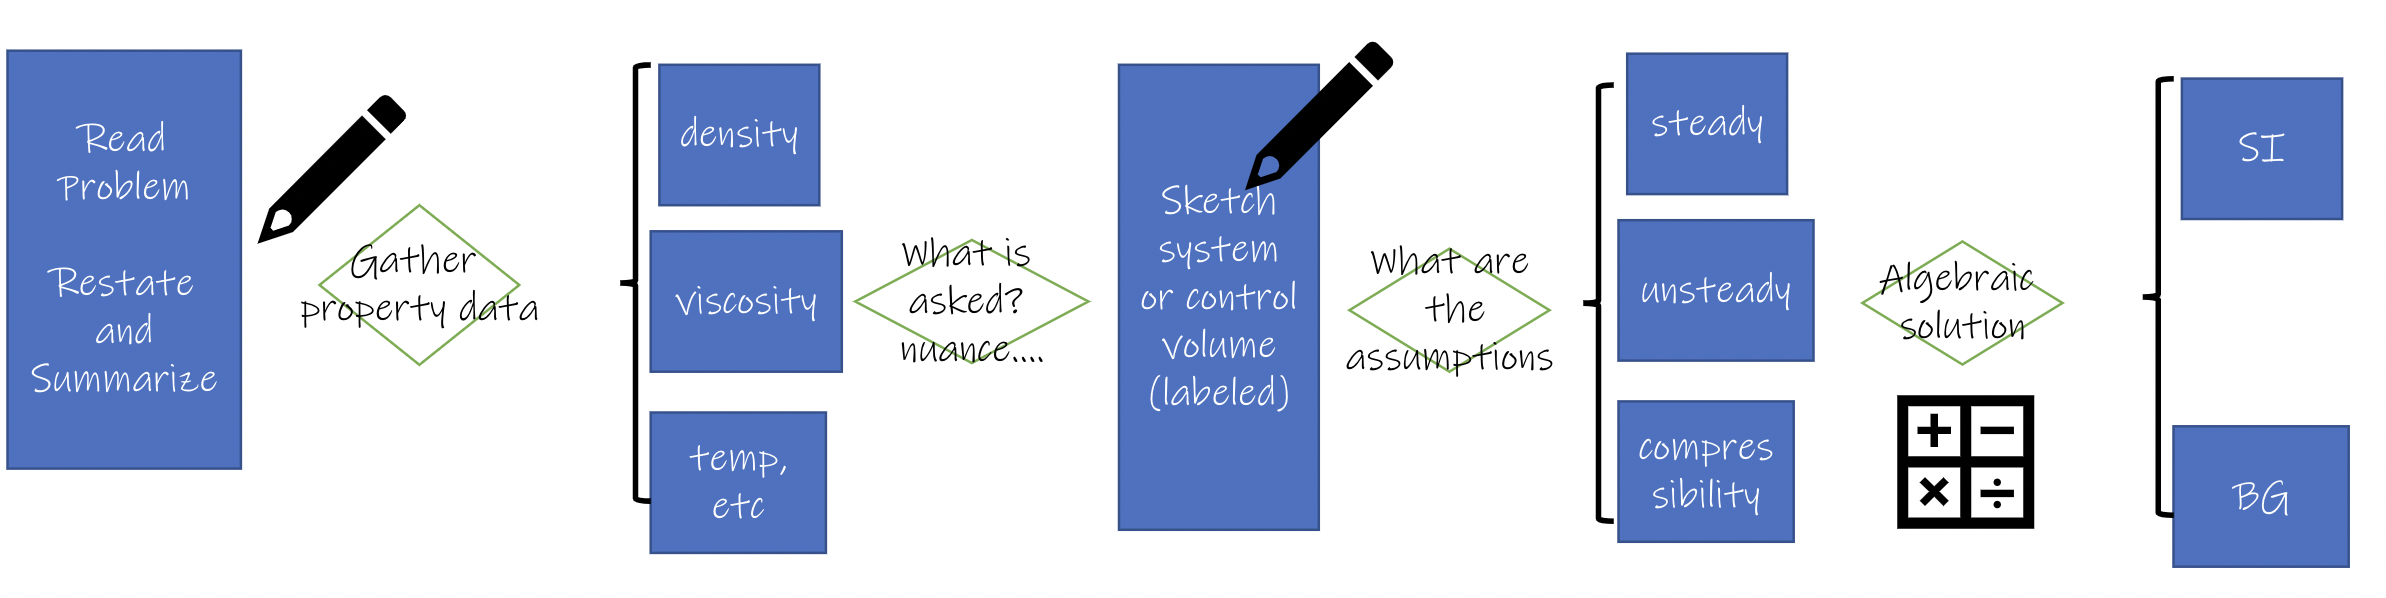 Read
Problem
Restate
and
Summarize
Gather
property data
density
viscosity
temp,
etc
What is
asked?
nuance....
Sketch
system
or control
volume
(labeled)
What are
the
assumptions
steady
unsteady
compres
sibility
Algebraic
solution
SI
BG